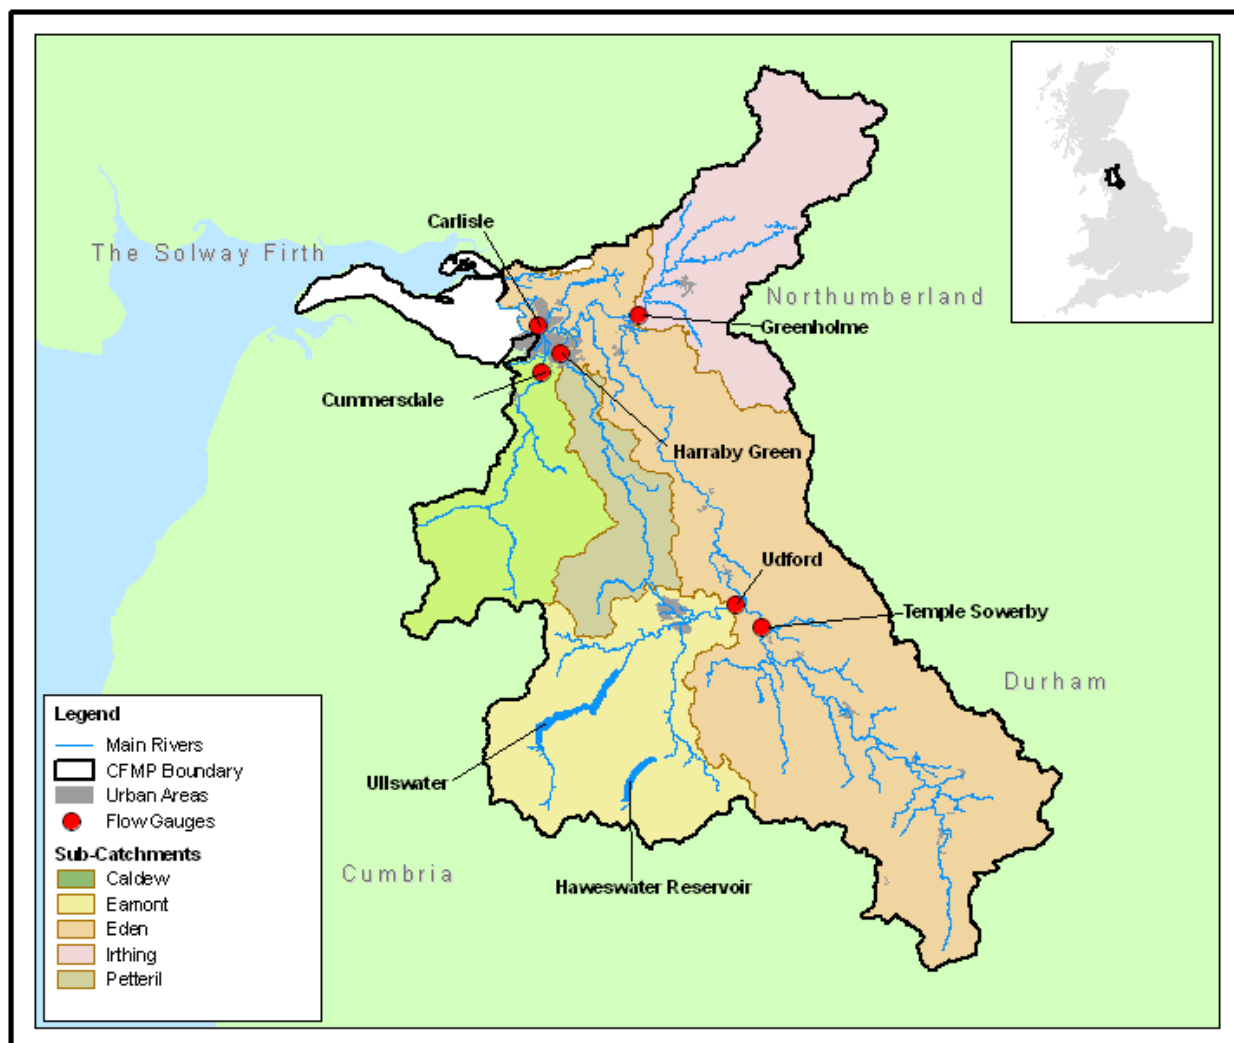 Carlisle
The Solway Firth
Northumberland
Greenholme
Cummersdale
Harraby Green
Udford
Temple Sowerby
Durham
Ullswater
Cumbria
Haweswater Reservoir
Legend
Main Rivers
CFMP Boundary
Urban Areas
Flow Gauges
Sub-Catchments
Caldew
Eamont
Eden
Irthing
Petteril